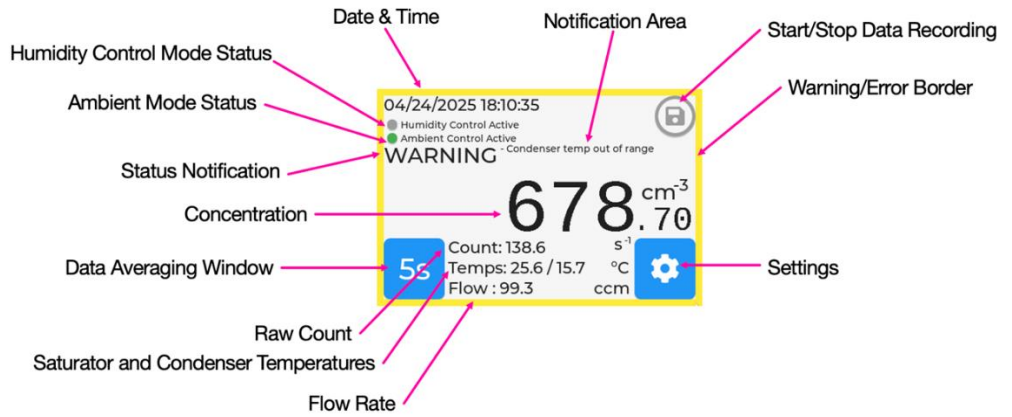 Date & Time
Notification Area
Start/Stop Data Recording
Humidity Control Mode Status
Warning/Error Border
Ambient Mode Status
04/24/2025 18:10:35
Humidity Control Active
Ambient Control Active
WARNING - Condenser temp out of range
Status Notification
Concentration
678.70 cm-3
Data Averaging Window
5s
Count: 138.6 s-1
Temps: 25.6 / 15.7 °C
Flow : 99.3 ccm
Settings
Raw Count
Saturator and Condenser Temperatures
Flow Rate